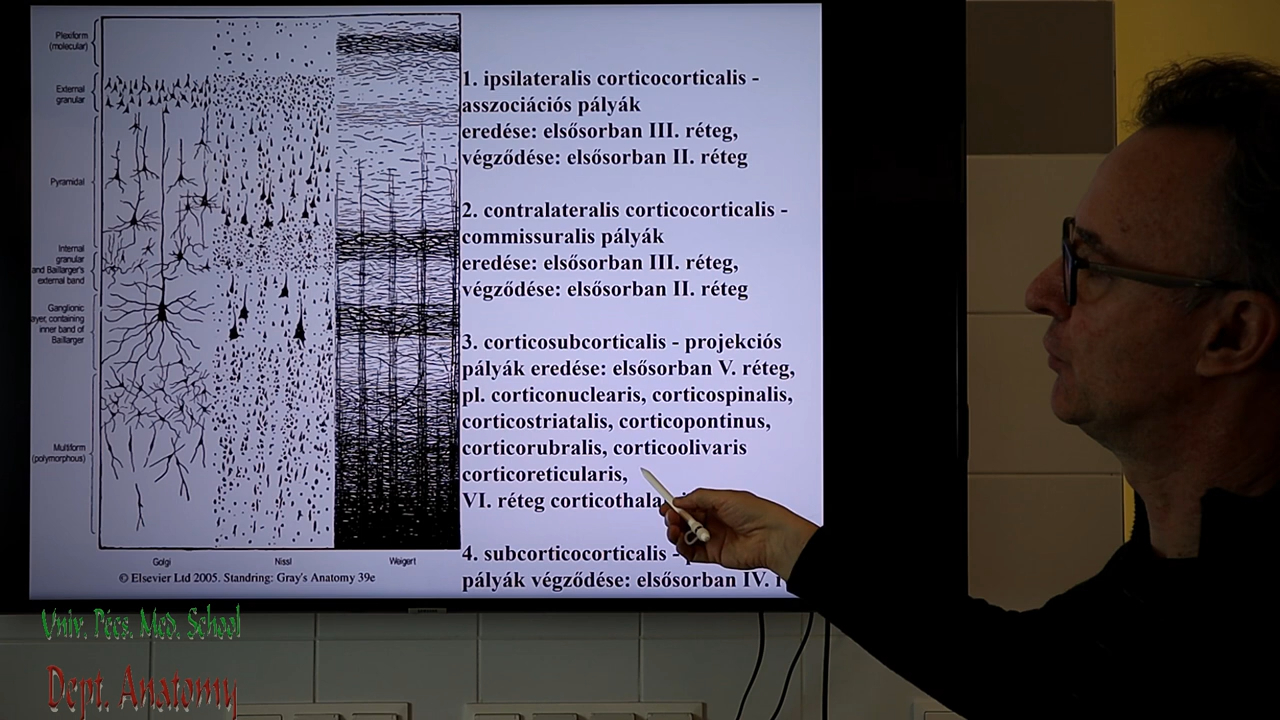 Plexiform
(molecular)
External
granular
Pyramidal
Internal
granular
and Baillarger's
external band
Ganglionic
layer, containing
inner band of
Baillarger
Multiform
(polymorphous)
Golgi
Nissl
Weigert
© Elsevier Ltd 2005. Standring: Gray's Anatomy 39e
1. ipsilateralis corticocorticalis -
asszociációs pályák
eredése: elsősorban III. réteg,
végződése: elsősorban II. réteg
2. contralateralis corticocorticalis -
commissuralis pályák
eredése: elsősorban III. réteg,
végződése: elsősorban II. réteg
3. corticosubcorticalis - projekciós
pályák eredése: elsősorban V. réteg,
pl. corticonuclearis, corticospinalis,
corticostriatalis, corticopontinus,
corticorubralis, corticoolivaris
corticoreticularis,
VI. réteg
4. subcorticocorticalis -
pályák végződése: elsősorban IV.
Univ. Pécs. Med. School
Dept. Anatomy